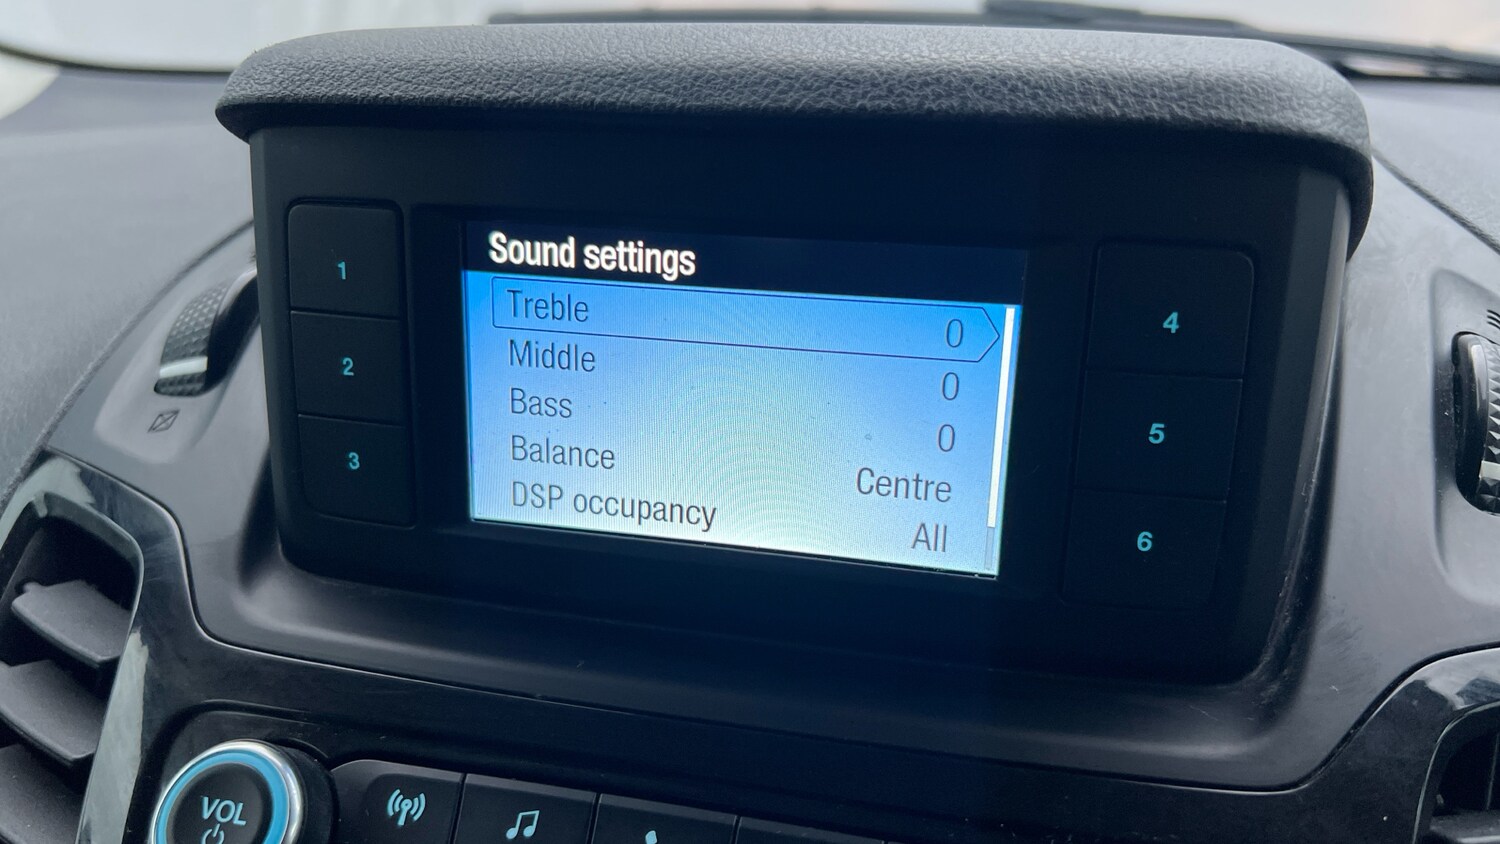 Sound settings
Treble 0
Middle 0
Bass 0
Balance Centre
DSP occupancy All
1
2
3
4
5
6
VOL